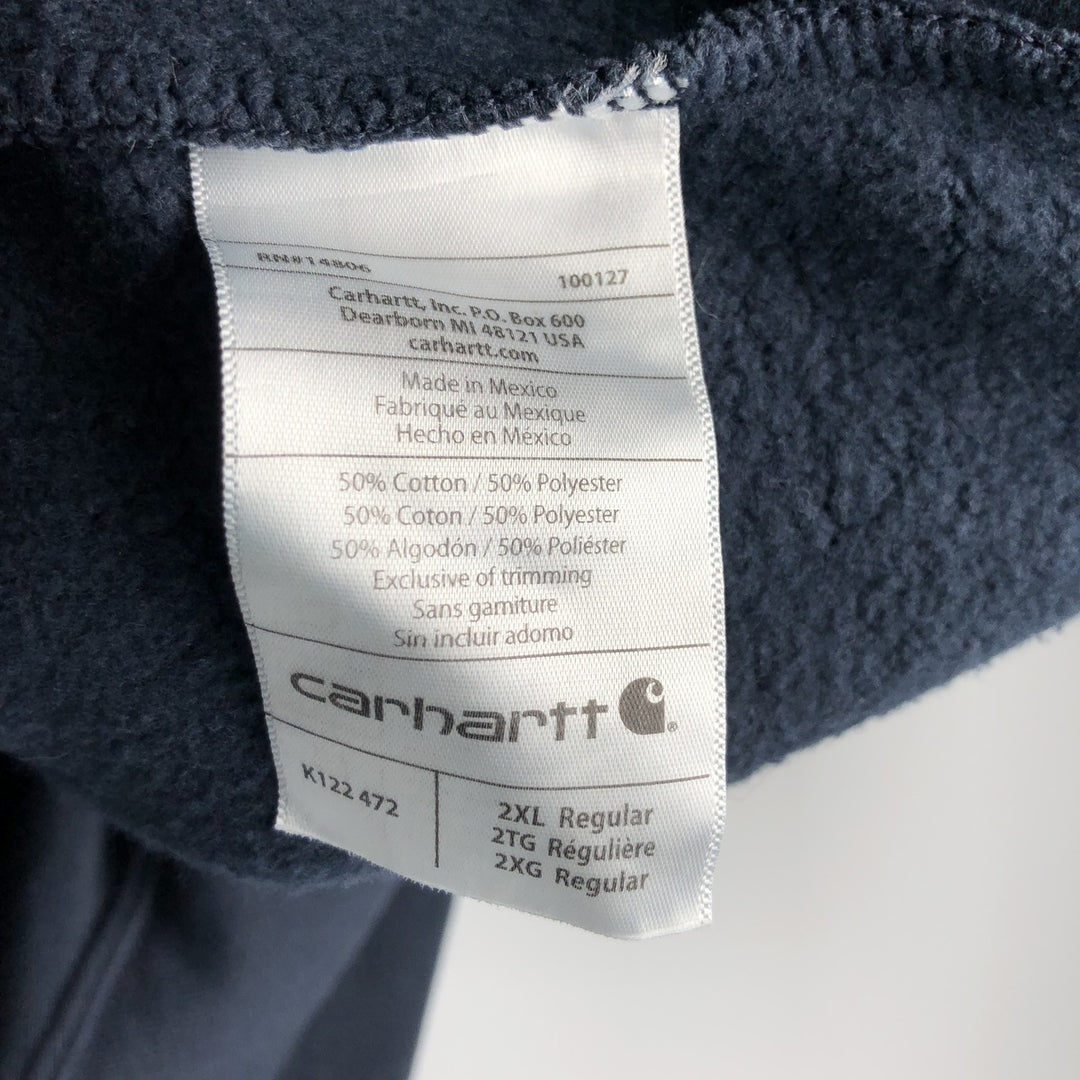 RN#14806
100127
Carhartt, Inc. P.O. Box 600
Dearborn MI 48121 USA
carhartt.com
Made in Mexico
Fabriqué au Mexique
Hecho en México
50% Cotton / 50% Polyester
50% Coton / 50% Polyester
50% Algodón / 50% Poliéster
Exclusive of trimming
Sans garniture
Sin incluir adorno
carhartt
K122 472
2XL Regular
2TG Régulière
2XG Regular